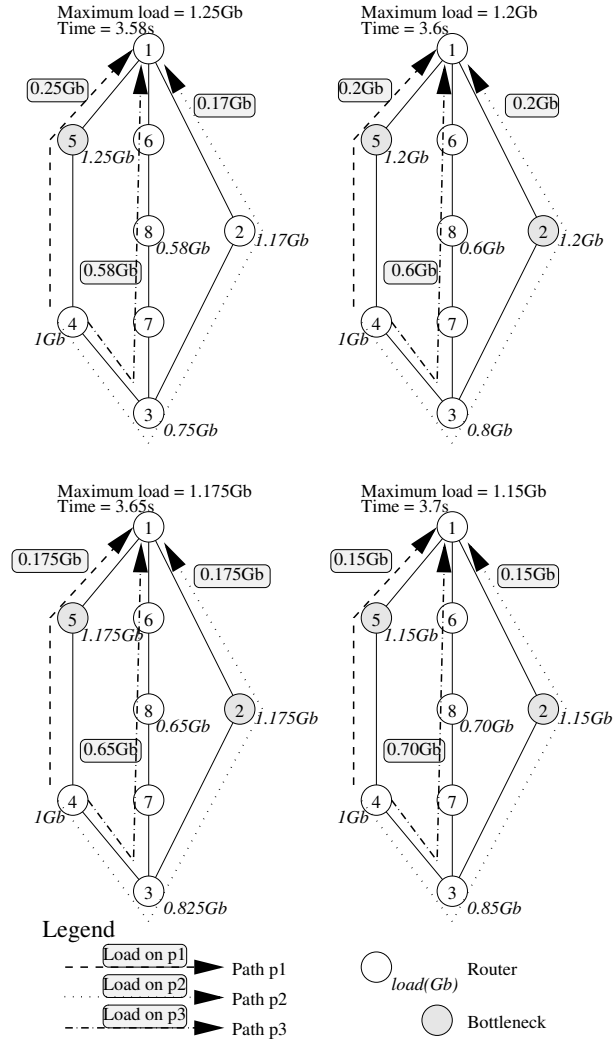 Maximum load = 1.25Gb
Time = 3.58s
1
0.25Gb
0.17Gb
5
6
1.25Gb
8
2
0.58Gb
1.17Gb
0.58Gb
4
7
1Gb
3
0.75Gb
Maximum load = 1.2Gb
Time = 3.6s
1
0.2Gb
0.2Gb
5
6
1.2Gb
8
2
0.6Gb
1.2Gb
0.6Gb
4
7
1Gb
3
0.8Gb
Maximum load = 1.175Gb
Time = 3.65s
1
0.175Gb
0.175Gb
5
6
1.175Gb
8
2
0.65Gb
1.175Gb
0.65Gb
4
7
1Gb
3
0.825Gb
Maximum load = 1.15Gb
Time = 3.7s
1
0.15Gb
0.15Gb
5
6
1.15Gb
8
2
0.70Gb
1.15Gb
0.70Gb
4
7
1Gb
3
0.85Gb
Legend
Load on p1
Path p1
Load on p2
Path p2
Load on p3
Path p3
load(Gb)
Router
Bottleneck